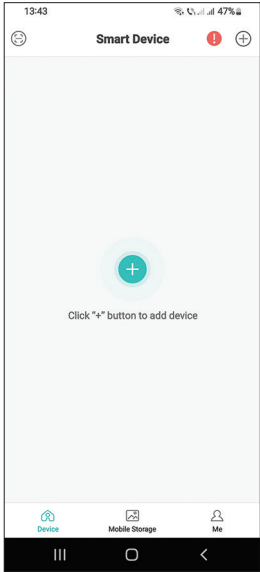 13:43 47%
Smart Device
Click "+" button to add device
Device Mobile Storage Me